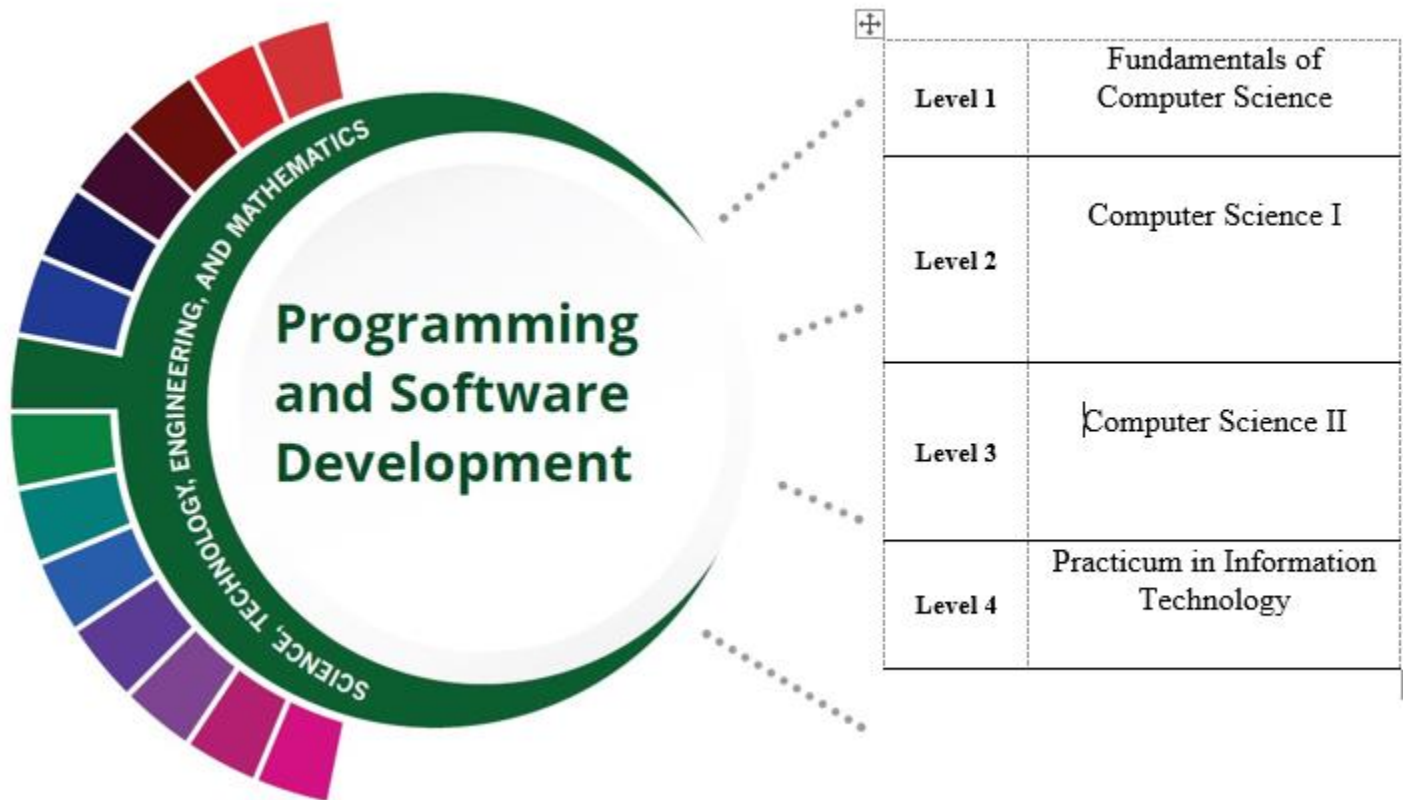 SCIENCE, TECHNOLOGY, ENGINEERING, AND MATHEMATICS
Programming
and Software
Development
Level 1
Fundamentals of
Computer Science
Level 2
Computer Science I
Level 3
Computer Science II
Level 4
Practicum in Information
Technology